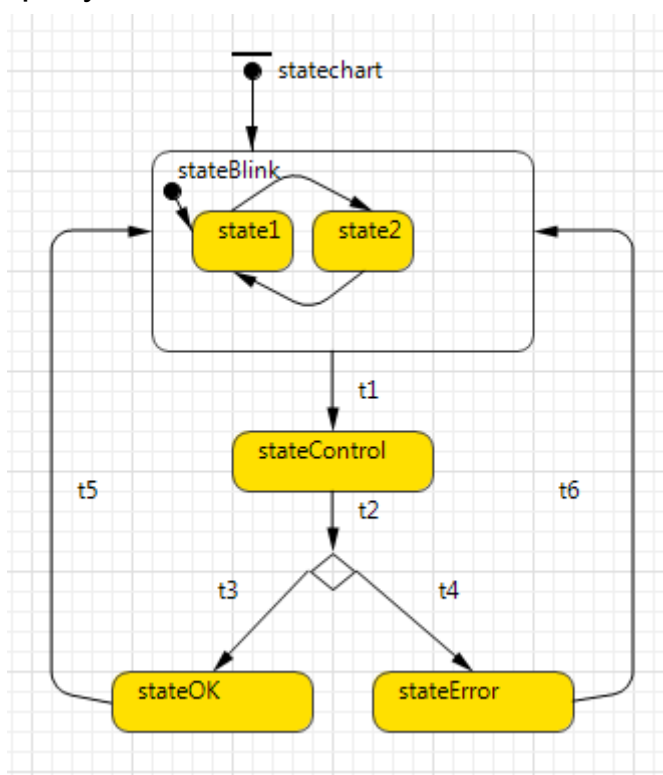 statechart
stateBlink
state1
state2
t1
stateControl
t5
t2
t6
t3
t4
stateOK
stateError